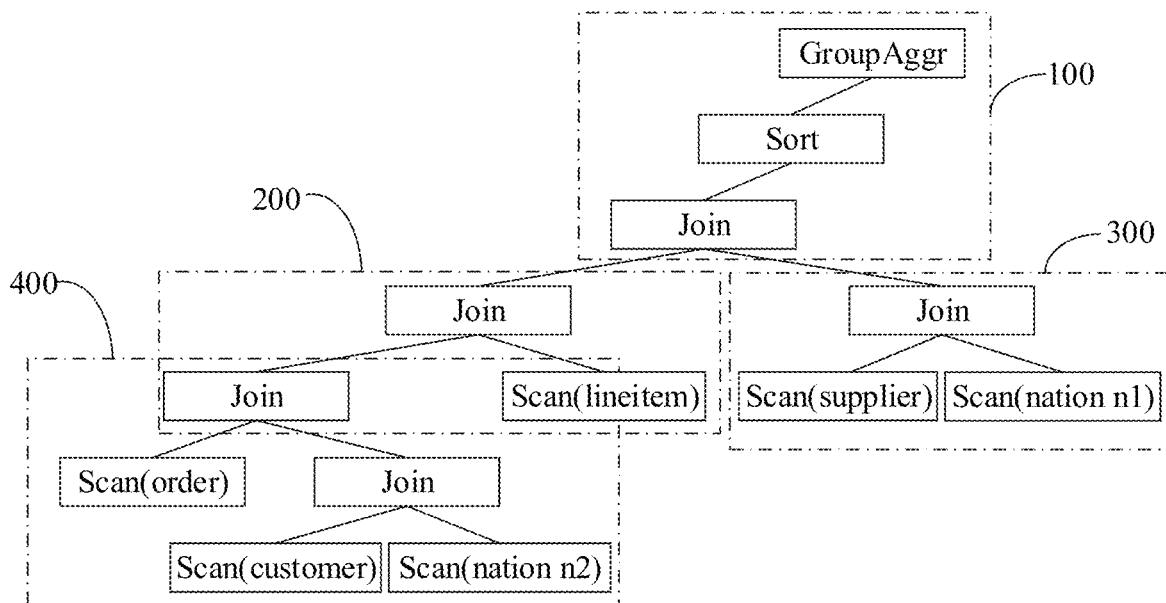 GroupAggr
100
Sort
200
Join
300
400
Join
Join
Join
Scan(lineitem)
Scan(supplier)
Scan(nation n1)
Scan(order)
Join
Scan(customer)
Scan(nation n2)